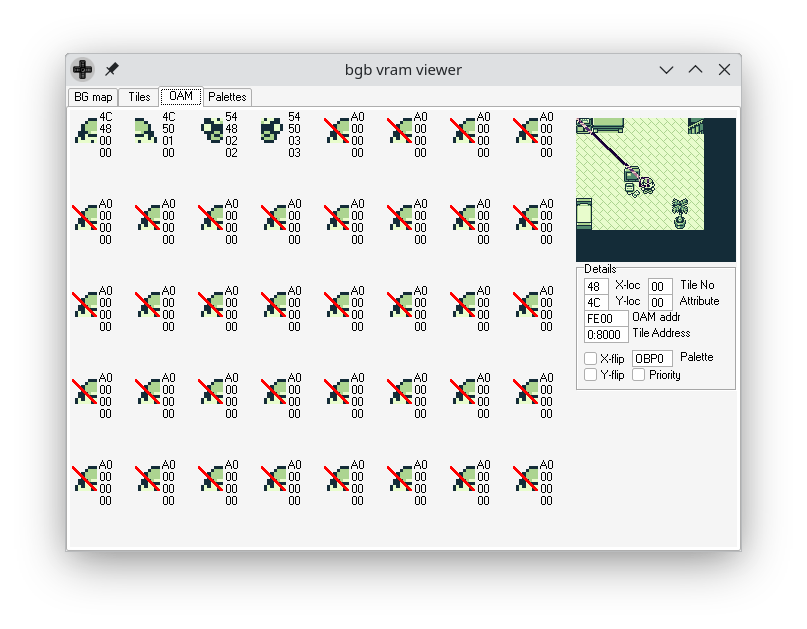 bgb vram viewer
BG map Tiles OAM Palettes
4C 4C 54 54 A0 A0 A0 A0
48 50 48 50 00 00 00 00
00 01 02 03 00 00 00 00
00 00 02 03 00 00 00 00
A0 A0 A0 A0 A0 A0 A0 A0
00 00 00 00 00 00 00 00
00 00 00 00 00 00 00 00
00 00 00 00 00 00 00 00
A0 A0 A0 A0 A0 A0 A0 A0
00 00 00 00 00 00 00 00
00 00 00 00 00 00 00 00
00 00 00 00 00 00 00 00
A0 A0 A0 A0 A0 A0 A0 A0
00 00 00 00 00 00 00 00
00 00 00 00 00 00 00 00
00 00 00 00 00 00 00 00
A0 A0 A0 A0 A0 A0 A0 A0
00 00 00 00 00 00 00 00
00 00 00 00 00 00 00 00
00 00 00 00 00 00 00 00
Details
48 X-loc 00 Tile No
4C Y-loc 00 Attribute
FE00 OAM addr
0:8000 Tile Address
X-flip OBP0 Palette
Y-flip Priority